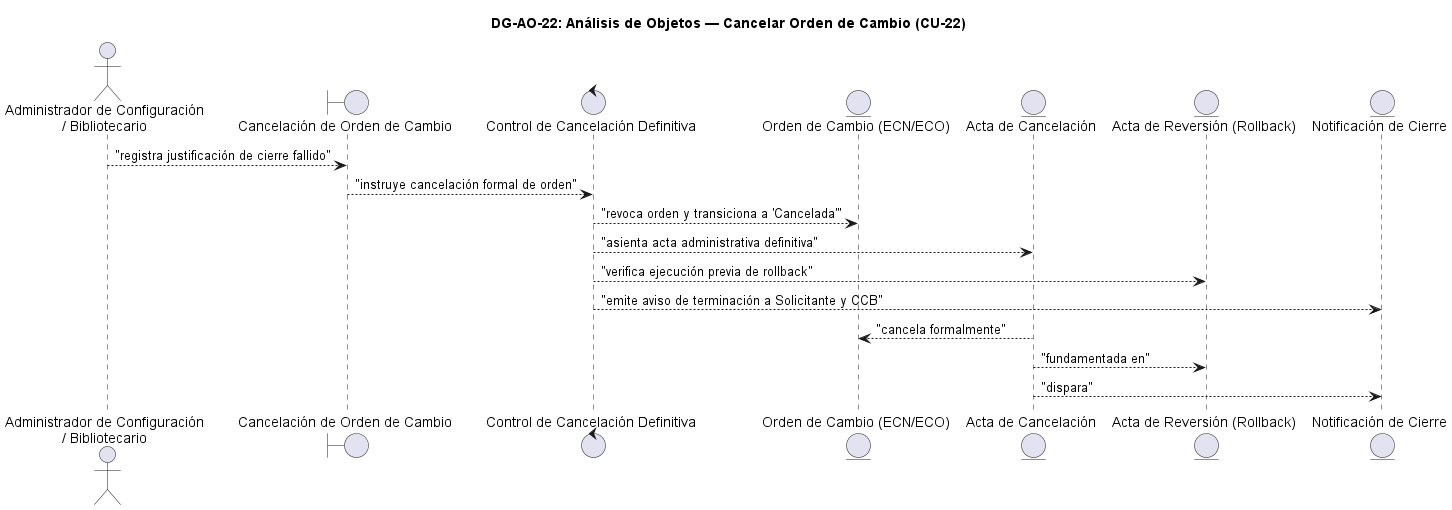 DG-AO-22: Análisis de Objetos — Cancelar Orden de Cambio (CU-22)
Administrador de Configuración
/ Bibliotecario
Cancelación de Orden de Cambio
Control de Cancelación Definitiva
Orden de Cambio (ECN/ECO)
Acta de Cancelación
Acta de Reversión (Rollback)
Notificación de Cierre
"registra justificación de cierre fallido"
"instruye cancelación formal de orden"
"revoca orden y transiciona a 'Cancelada'"
"asienta acta administrativa definitiva"
"verifica ejecución previa de rollback"
"emite aviso de terminación a Solicitante y CCB"
"cancela formalmente"
"fundamentada en"
"dispara"
Administrador de Configuración
/ Bibliotecario
Cancelación de Orden de Cambio
Control de Cancelación Definitiva
Orden de Cambio (ECN/ECO)
Acta de Cancelación
Acta de Reversión (Rollback)
Notificación de Cierre